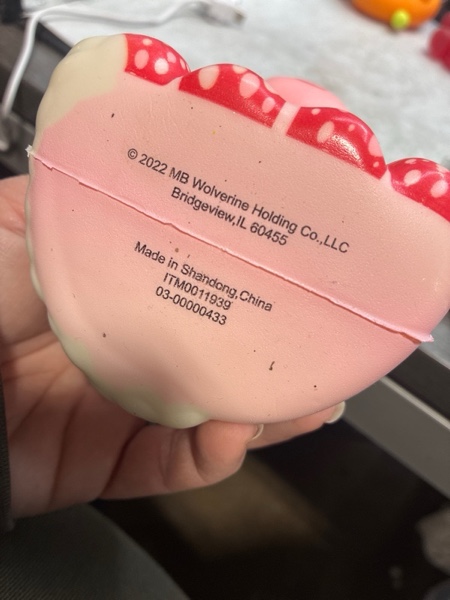 © 2022 MB Wolverine Holding Co.,LLC
Bridgeview,IL 60455
Made in Shandong,China
ITM0011939
03-00000433